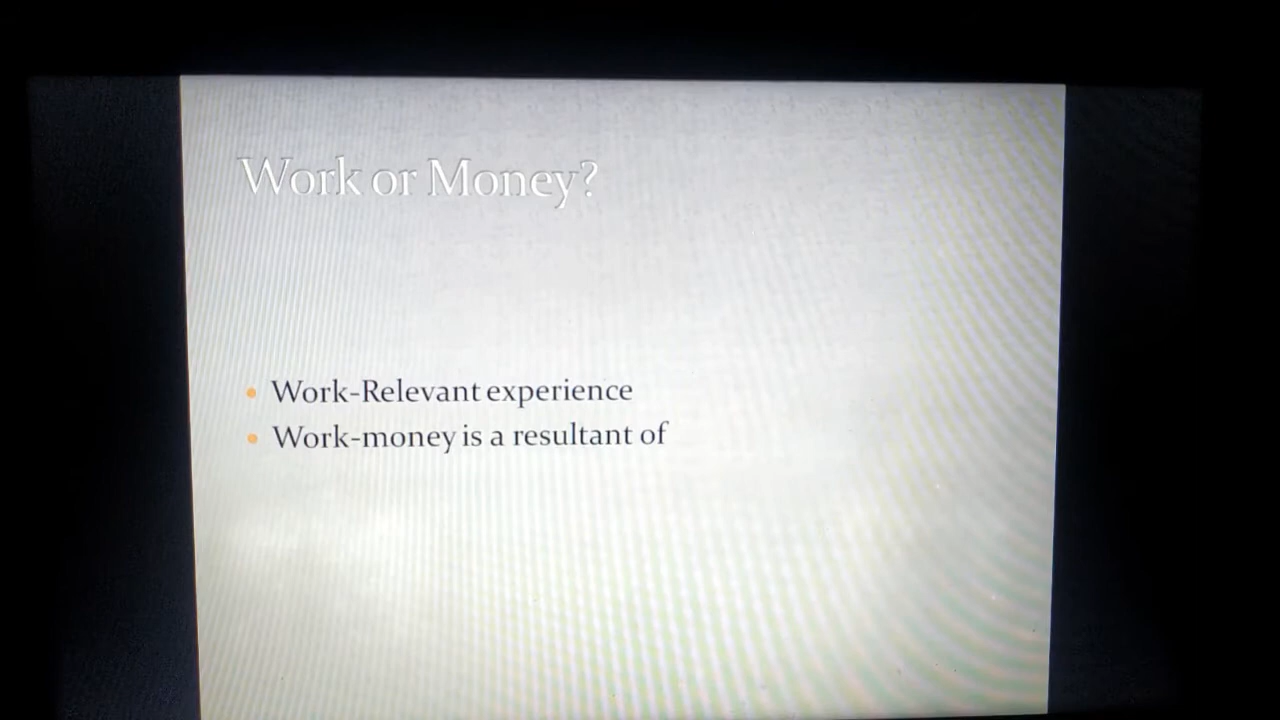 Work or Money?
Work-Relevant experience
Work-money is a resultant of